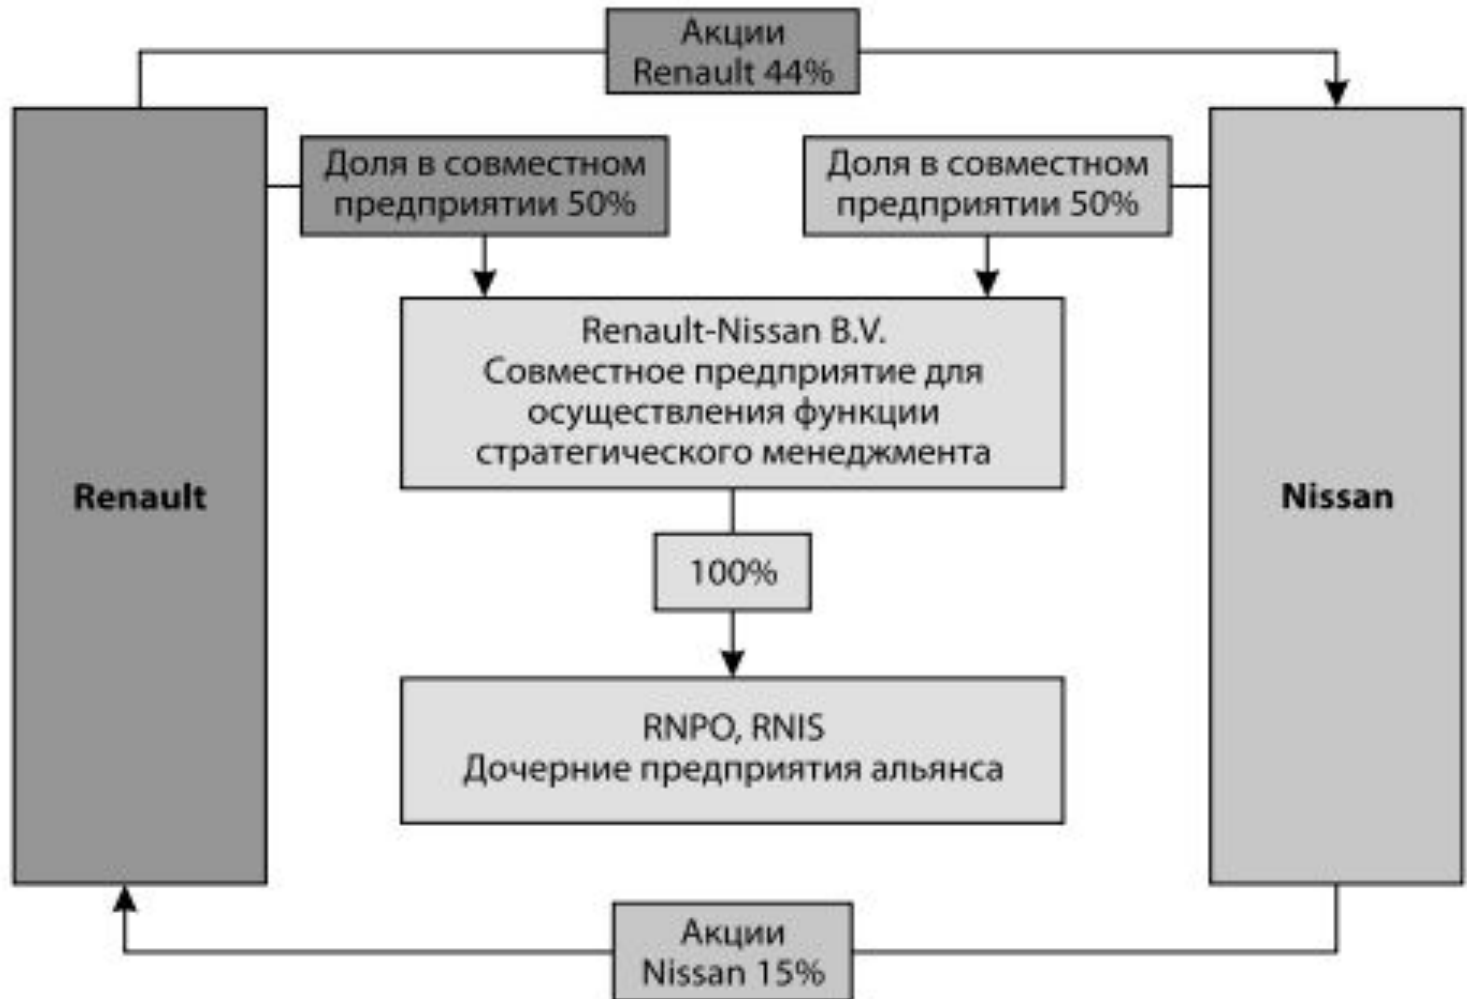 Акции
Renault 44%
Доля в совместном
предприятии 50%
Доля в совместном
предприятии 50%
Renault-Nissan B.V.
Совместное предприятие для
осуществления функции
стратегического менеджмента
Renault
Nissan
100%
RNPO, RNIS
Дочерние предприятия альянса
Акции
Nissan 15%